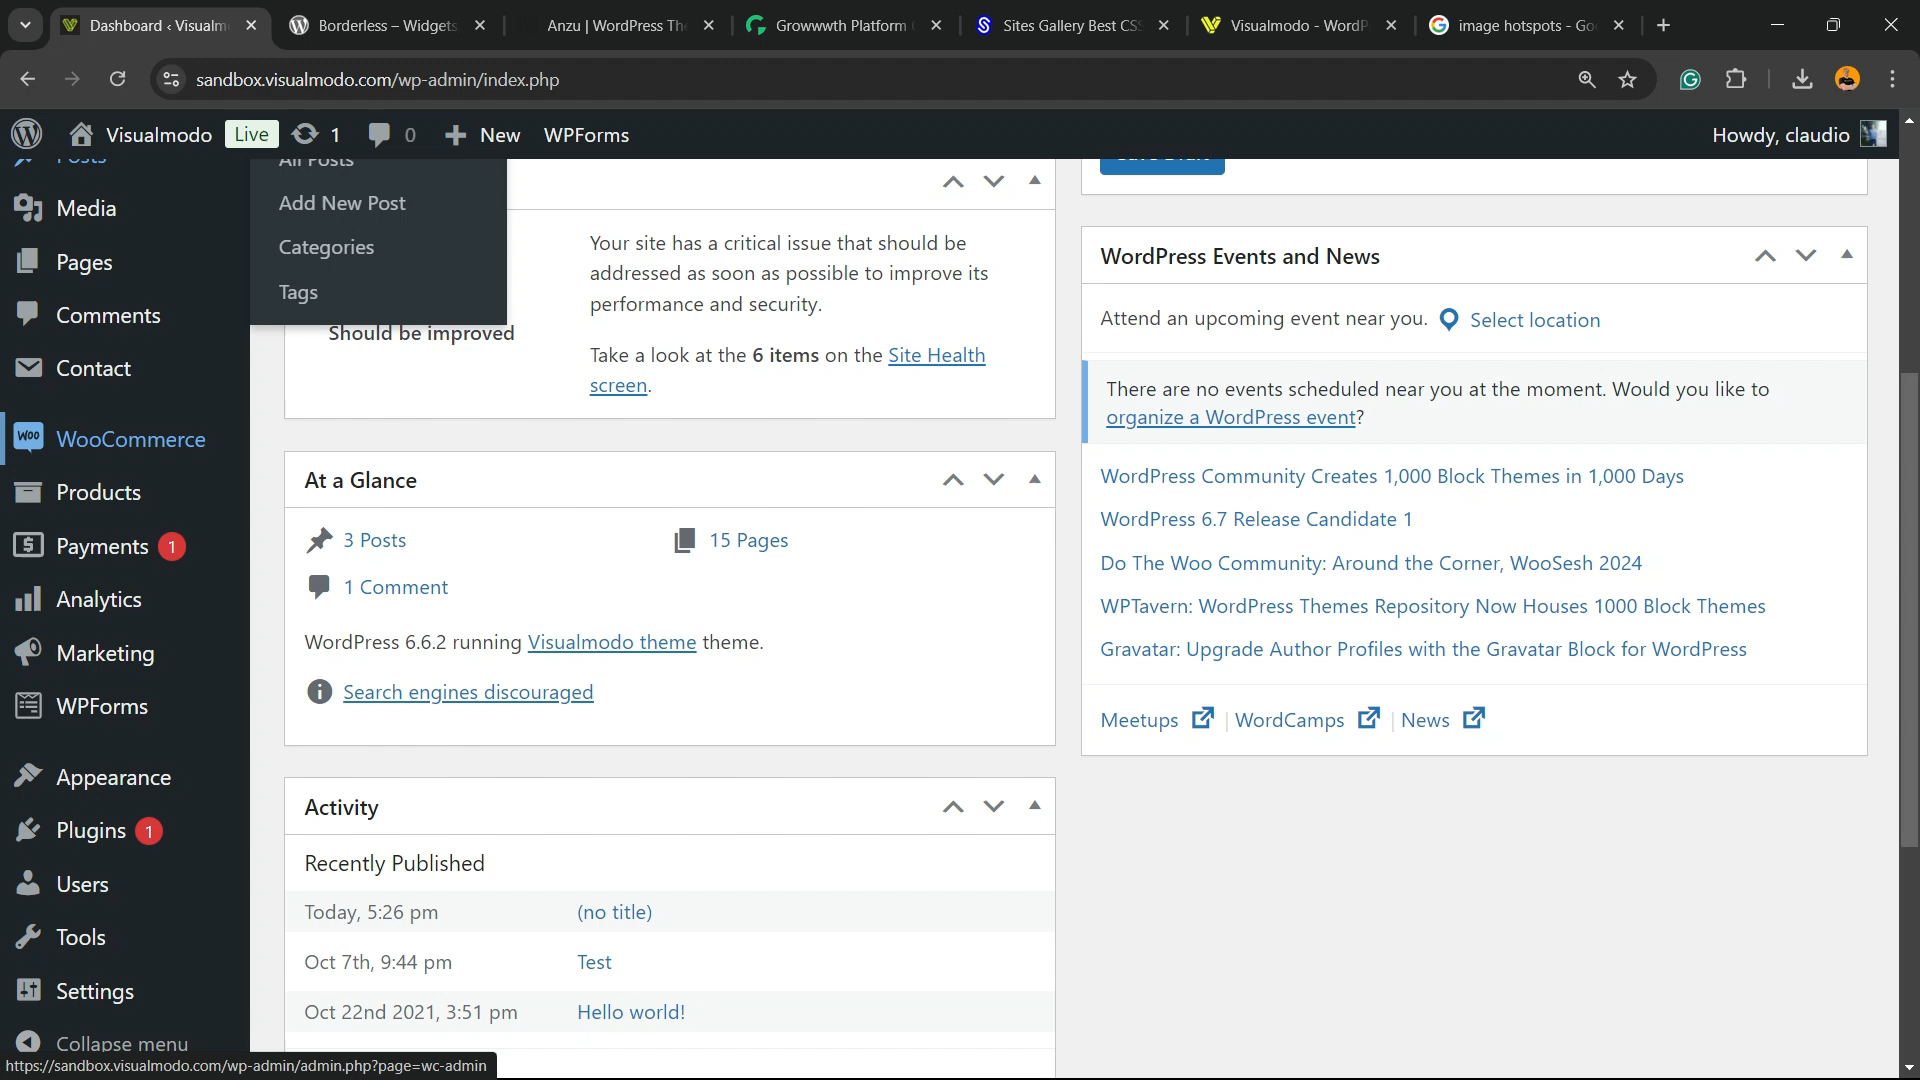 Dashboard ‹ Visualm
Borderless – Widgets
Anzu | WordPress Th
Growwwth Platform
Sites Gallery Best CS
Visualmodo - WordP
image hotspots - Go
sandbox.visualmodo.com/wp-admin/index.php
Visualmodo
Live
1
0
New
WPForms
Howdy, claudio
Posts
Media
Pages
Comments
Contact
Woo
WooCommerce
Products
Payments 1
Analytics
Marketing
WPForms
Appearance
Plugins 1
Users
Tools
Settings
Collapse menu
All Posts
Add New Post
Categories
Tags
Should be improved
Your site has a critical issue that should be
addressed as soon as possible to improve its
performance and security.
Take a look at the 6 items on the Site Health
screen.
At a Glance
3 Posts
15 Pages
1 Comment
WordPress 6.6.2 running Visualmodo theme theme.
Search engines discouraged
Activity
Recently Published
Today, 5:26 pm (no title)
Oct 7th, 9:44 pm Test
Oct 22nd 2021, 3:51 pm Hello world!
Save Draft
WordPress Events and News
Attend an upcoming event near you. Select location
There are no events scheduled near you at the moment. Would you like to
organize a WordPress event?
WordPress Community Creates 1,000 Block Themes in 1,000 Days
WordPress 6.7 Release Candidate 1
Do The Woo Community: Around the Corner, WooSesh 2024
WPTavern: WordPress Themes Repository Now Houses 1000 Block Themes
Gravatar: Upgrade Author Profiles with the Gravatar Block for WordPress
Meetups | WordCamps | News
https://sandbox.visualmodo.com/wp-admin/admin.php?page=wc-admin